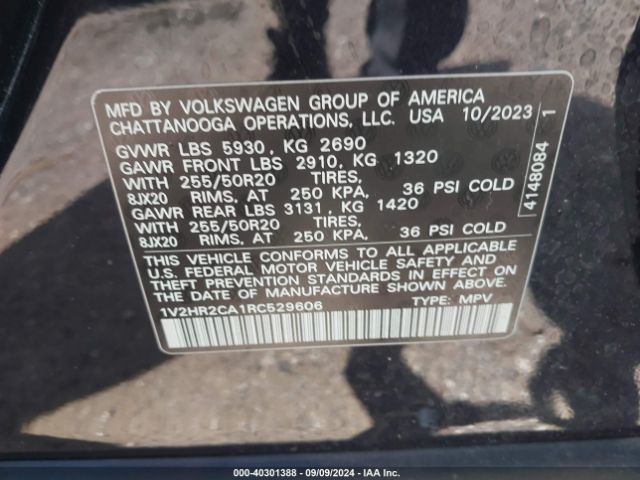 MFD BY VOLKSWAGEN GROUP OF AMERICA
CHATTANOOGA OPERATIONS, LLC. USA 10/2023
GVWR LBS 5930, KG 2690
GAWR FRONT LBS 2910, KG 1320
WITH 255/50R20 TIRES,
8JX20 RIMS, AT 250 KPA, 36 PSI COLD
GAWR REAR LBS 3131, KG 1420
WITH 255/50R20 TIRES,
8JX20 RIMS, AT 250 KPA, 36 PSI COLD
THIS VEHICLE CONFORMS TO ALL APPLICABLE
U.S. FEDERAL MOTOR VEHICLE SAFETY AND
THEFT PREVENTION STANDARDS IN EFFECT ON
THE DATE OF MANUFACTURE SHOWN ABOVE.
1V2HR2CA1RC529606 TYPE: MPV
4148084 1
000-40301388 - 09/09/2024 - IAA Inc.